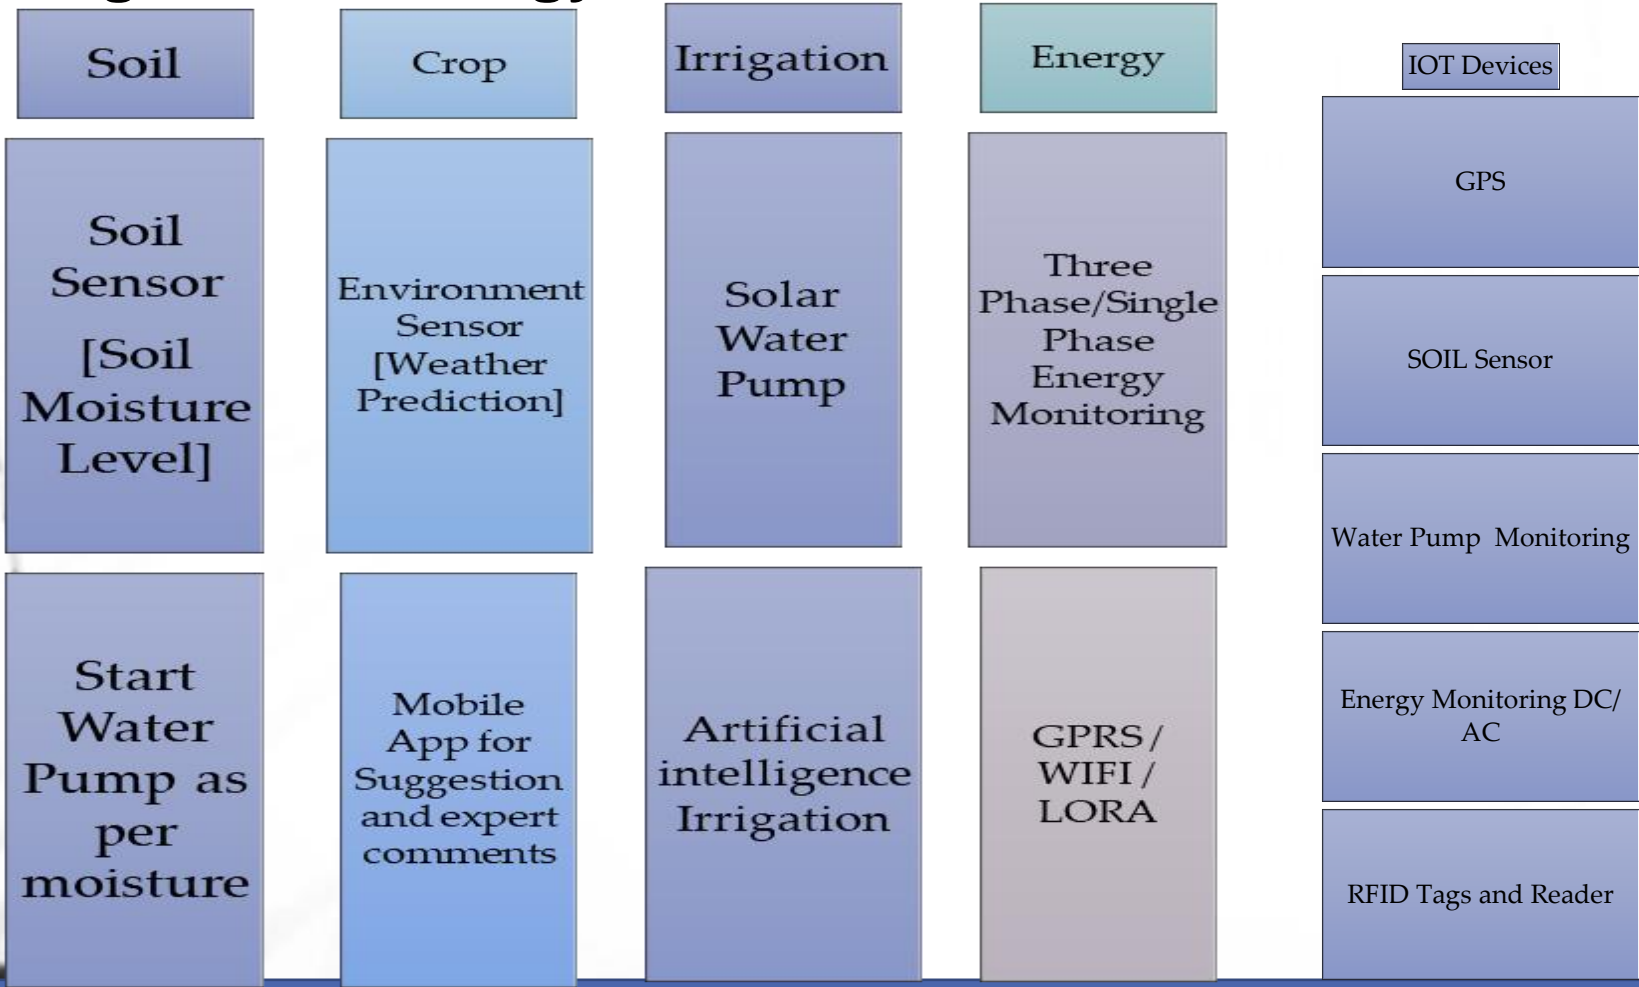 Soil
Soil
Sensor
[Soil
Moisture
Level]
Start
Water
Pump as
per
moisture
Crop
Environment
Sensor
[Weather
Prediction]
Mobile
App for
Suggestion
and expert
comments
Irrigation
Solar
Water
Pump
Artificial
intelligence
Irrigation
Energy
Three
Phase/Single
Phase
Energy
Monitoring
GPRS /
WIFI /
LORA
IOT Devices
GPS
SOIL Sensor
Water Pump  Monitoring
Energy Monitoring DC/
AC
RFID Tags and Reader